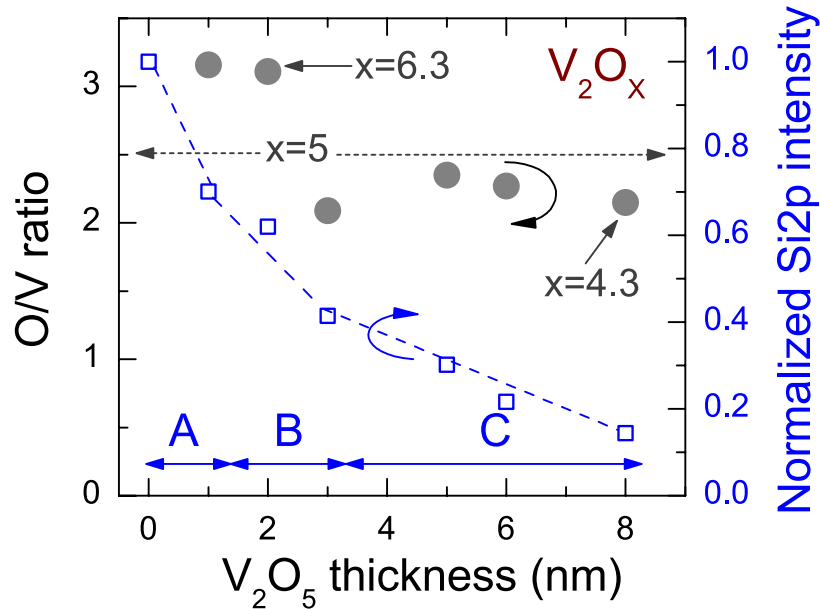 3
2
1
0
O/V ratio
x=6.3
V₂Oₓ
x=5
x=4.3
A
B
C
1.0
0.8
0.6
0.4
0.2
0.0
Normalized Si2p intensity
0 2 4 6 8
V₂O₅ thickness (nm)